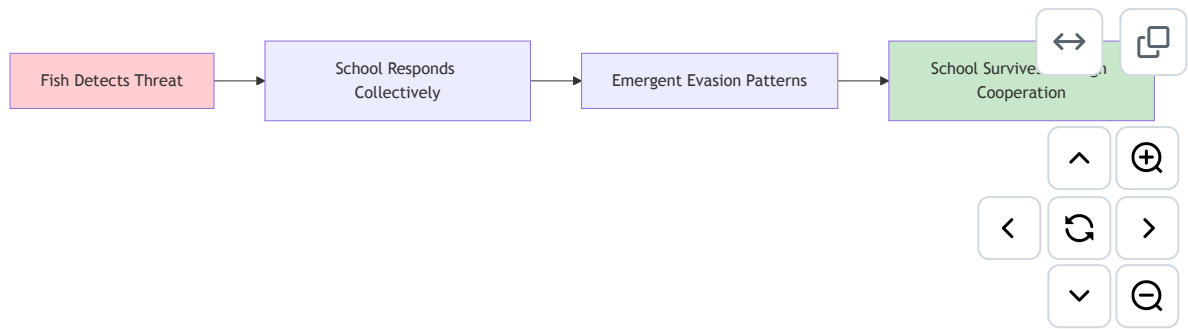 Fish Detects Threat
School Responds
Collectively
Emergent Evasion Patterns
School Survives
Cooperation